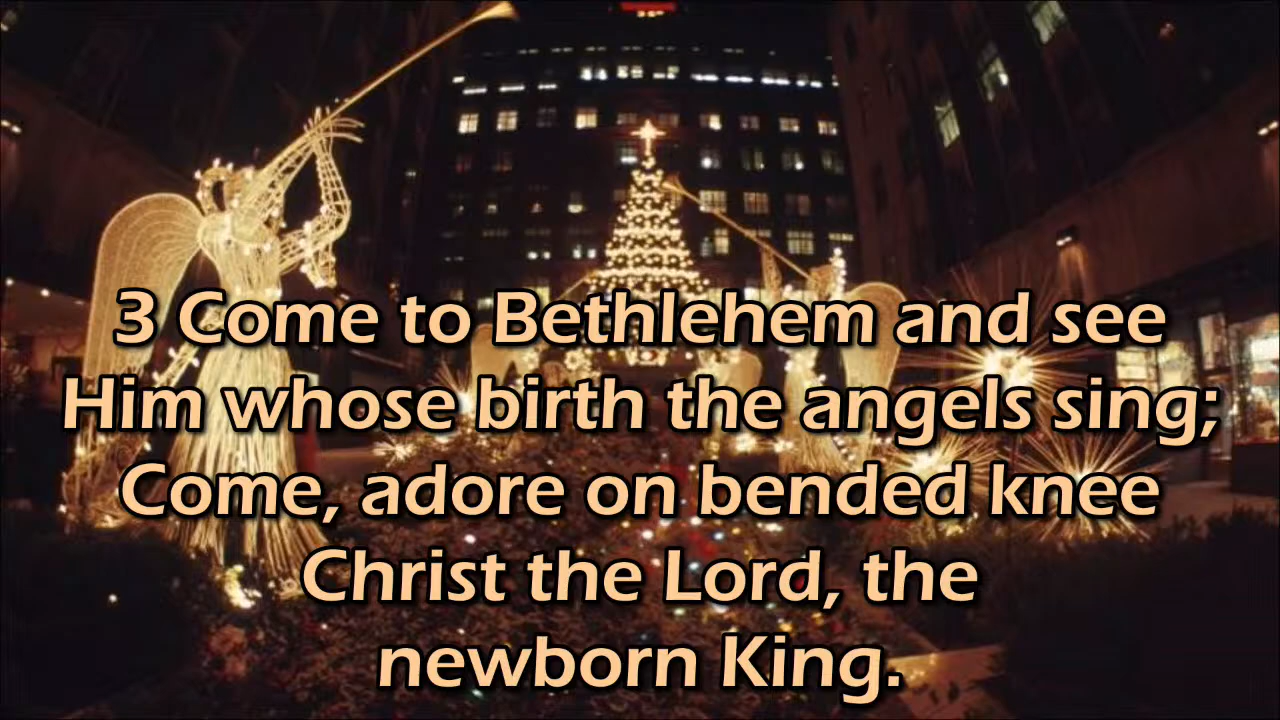 3 Come to Bethlehem and see
Him whose birth the angels sing;
Come, adore on bended knee
Christ the Lord, the
newborn King.